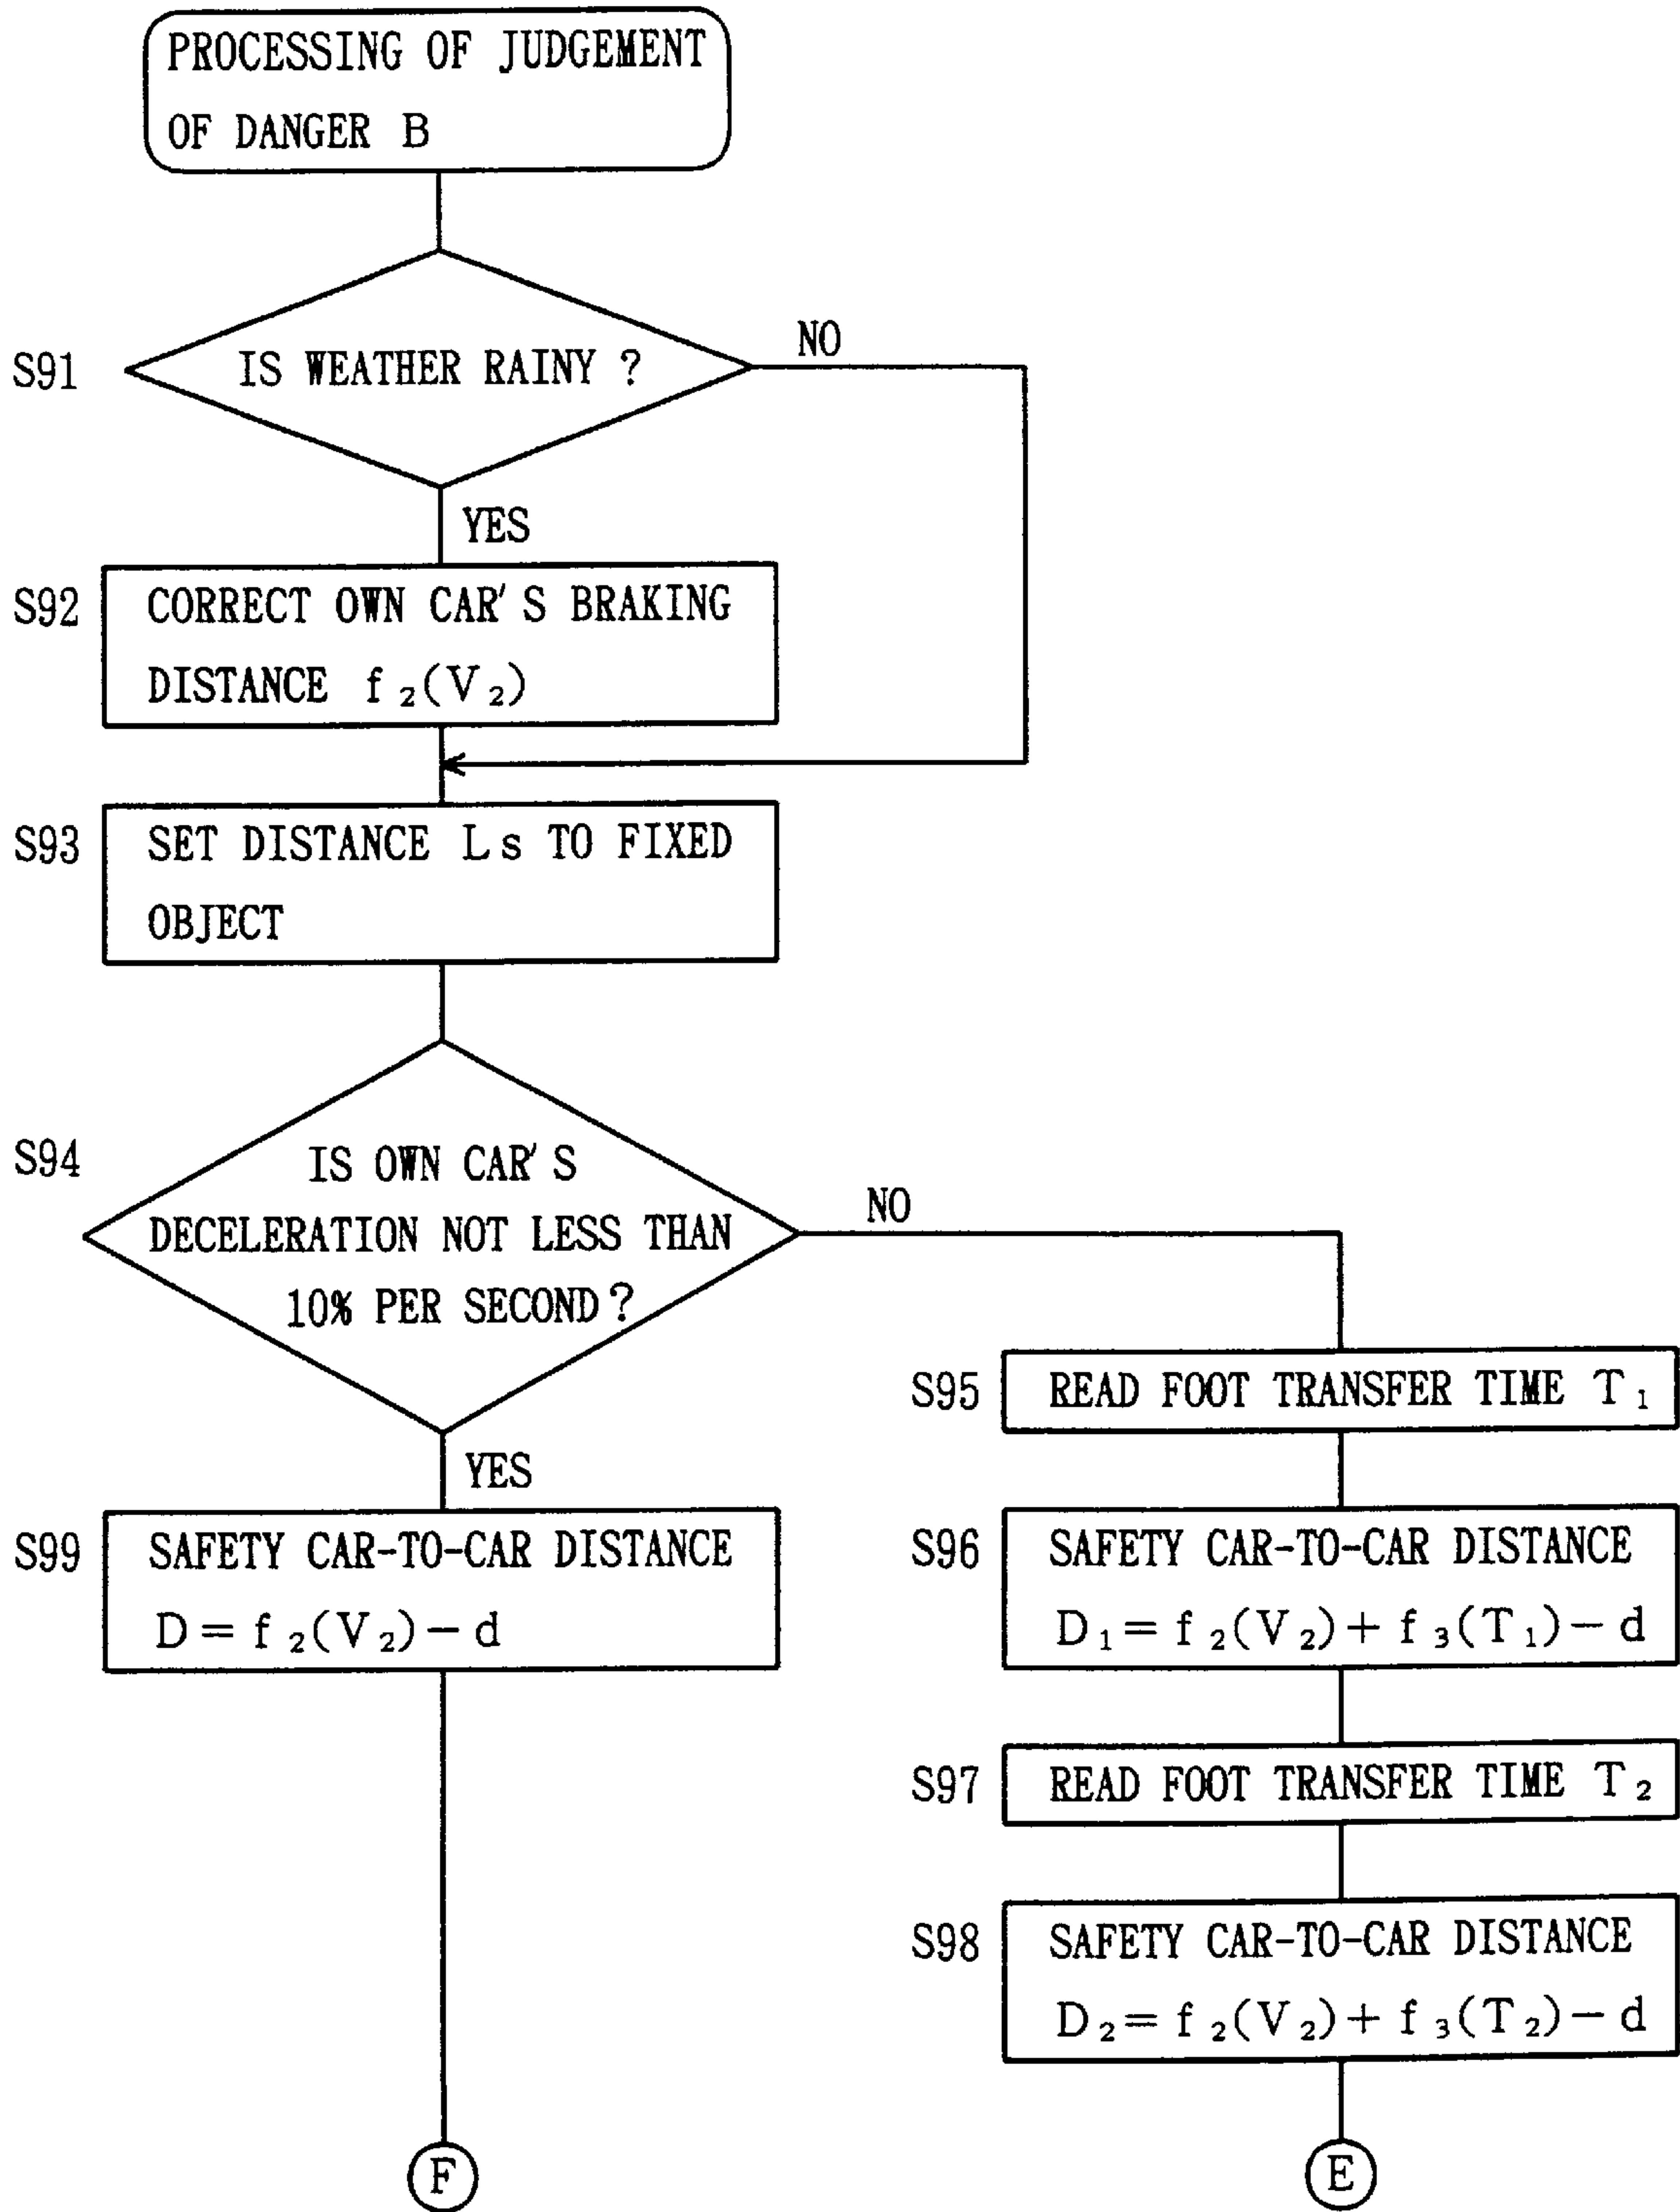 PROCESSING OF JUDGEMENT
OF DANGER B
S91
IS WEATHER RAINY ?
NO
YES
S92
CORRECT OWN CAR'S BRAKING
DISTANCE f₂(V₂)
S93
SET DISTANCE Ls TO FIXED
OBJECT
S94
IS OWN CAR'S
DECELERATION NOT LESS THAN
10% PER SECOND?
NO
YES
S95
READ FOOT TRANSFER TIME T₁
S99
SAFETY CAR-TO-CAR DISTANCE
D = f₂(V₂) − d
S96
SAFETY CAR-TO-CAR DISTANCE
D₁ = f₂(V₂) + f₃(T₁) − d
S97
READ FOOT TRANSFER TIME T₂
S98
SAFETY CAR-TO-CAR DISTANCE
D₂ = f₂(V₂) + f₃(T₂) − d
F
E